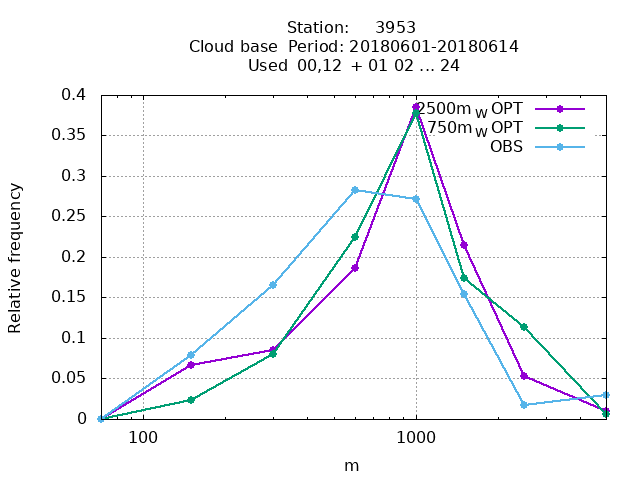 Station: 3953
Cloud base Period: 20180601-20180614
Used 00,12 + 01 02 ... 24
Relative frequency
0.4
0.35
0.3
0.25
0.2
0.15
0.1
0.05
0
2500m W OPT
750m W OPT
OBS
100
1000
m